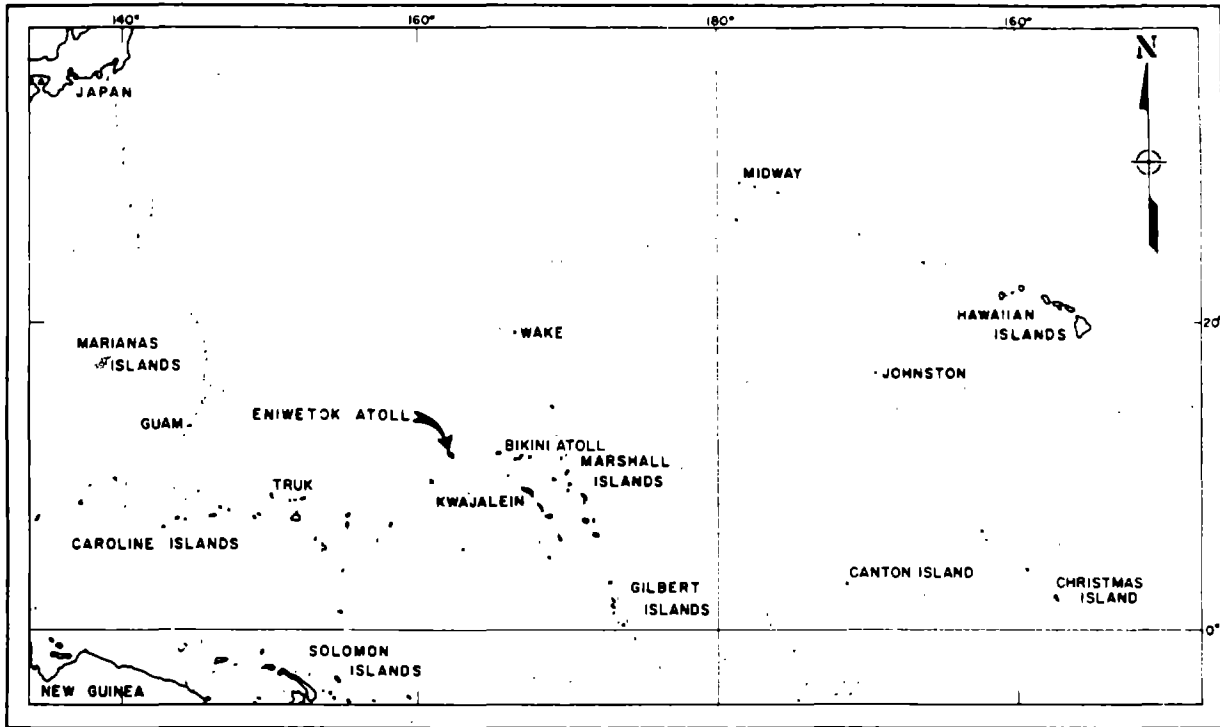 140°
160°
180°
160°
N
JAPAN
MIDWAY
WAKE
HAWAIIAN
ISLANDS
20°
MARIANAS
ISLANDS
JOHNSTON
GUAM
ENIWETOK ATOLL
BIKINI ATOLL
MARSHALL
ISLANDS
TRUK
KWAJALEIN
CAROLINE ISLANDS
CANTON ISLAND
CHRISTMAS
ISLAND
GILBERT
ISLANDS
0°
SOLOMON
ISLANDS
NEW GUINEA